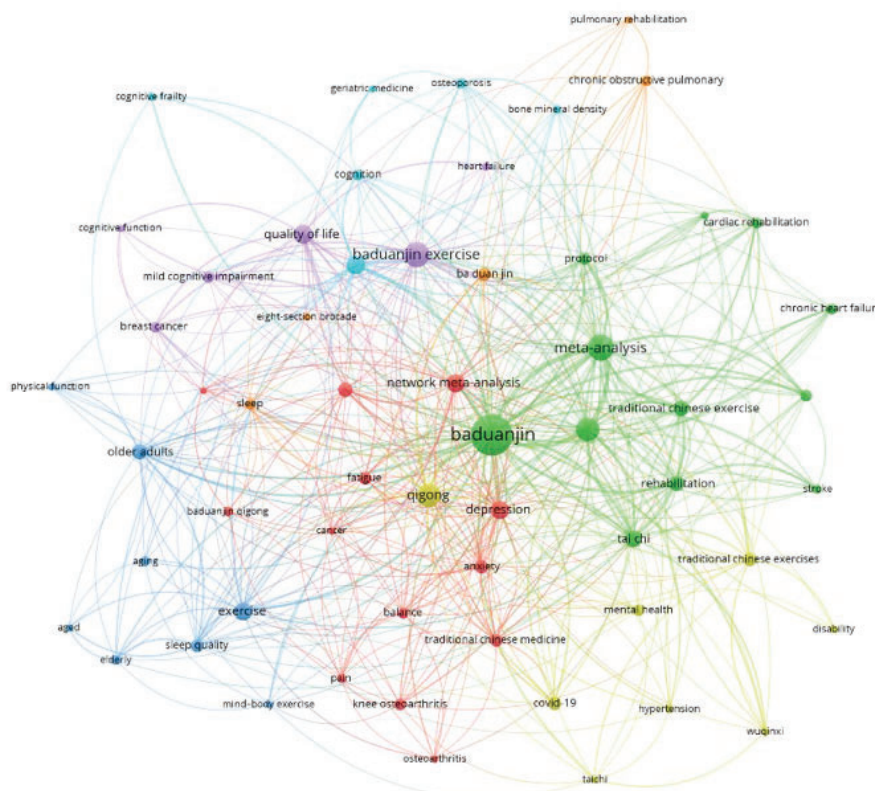 pulmonary rehabilitation
chronic obstructive pulmonary
osteoporosis
geriatric medicine
cognitive frailty
bone mineral density
heart failure
cognition
cardiac rehabilitation
cognitive function
quality of life
baduanjin exercise
protocol
ba duan jin
mild cognitive impairment
chronic heart failur
eight-section brocade
breast cancer
meta-analysis
network meta-analysis
physical function
sleep
traditional chinese exercise
baduanjin
older adults
fatigue
rehabilitation
stroke
qigong
depression
baduanjin qigong
cancer
tai chi
traditional chinese exercises
aging
anxiety
exercise
balance
mental health
aged
disability
traditional chinese medicine
sleep quality
elderly
pain
mind-body exercise
knee osteoarthritis
covid-19
hypertension
wuqinxi
osteoarthritis
taichi